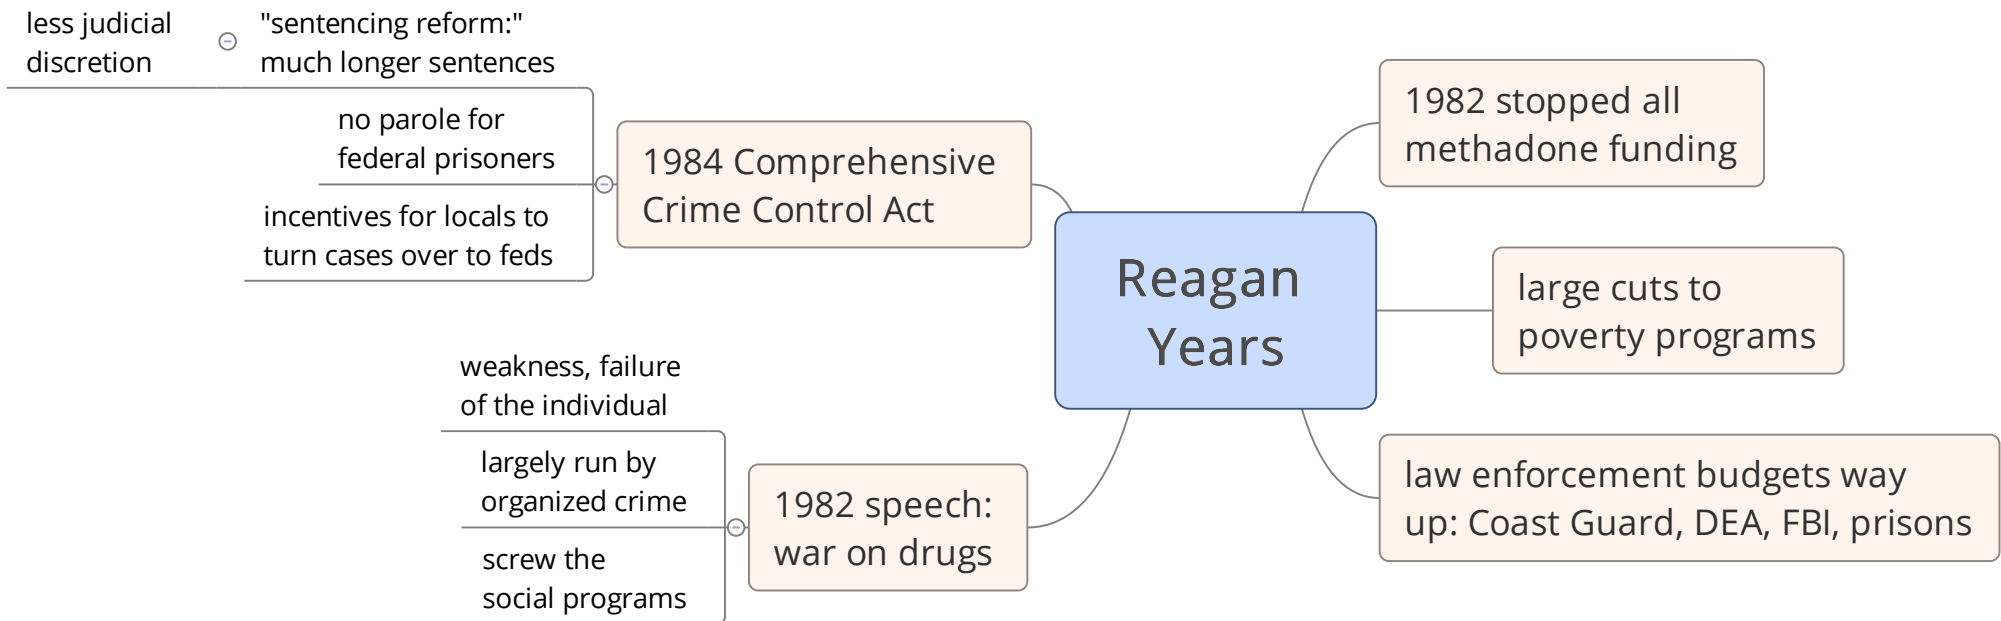 less judicial
discretion
"sentencing reform:"
much longer sentences
no parole for
federal prisoners
incentives for locals to
turn cases over to feds
1984 Comprehensive
Crime Control Act
weakness, failure
of the individual
largely run by
organized crime
screw the
social programs
1982 speech:
war on drugs
Reagan
Years
1982 stopped all
methadone funding
large cuts to
poverty programs
law enforcement budgets way
up: Coast Guard, DEA, FBI, prisons